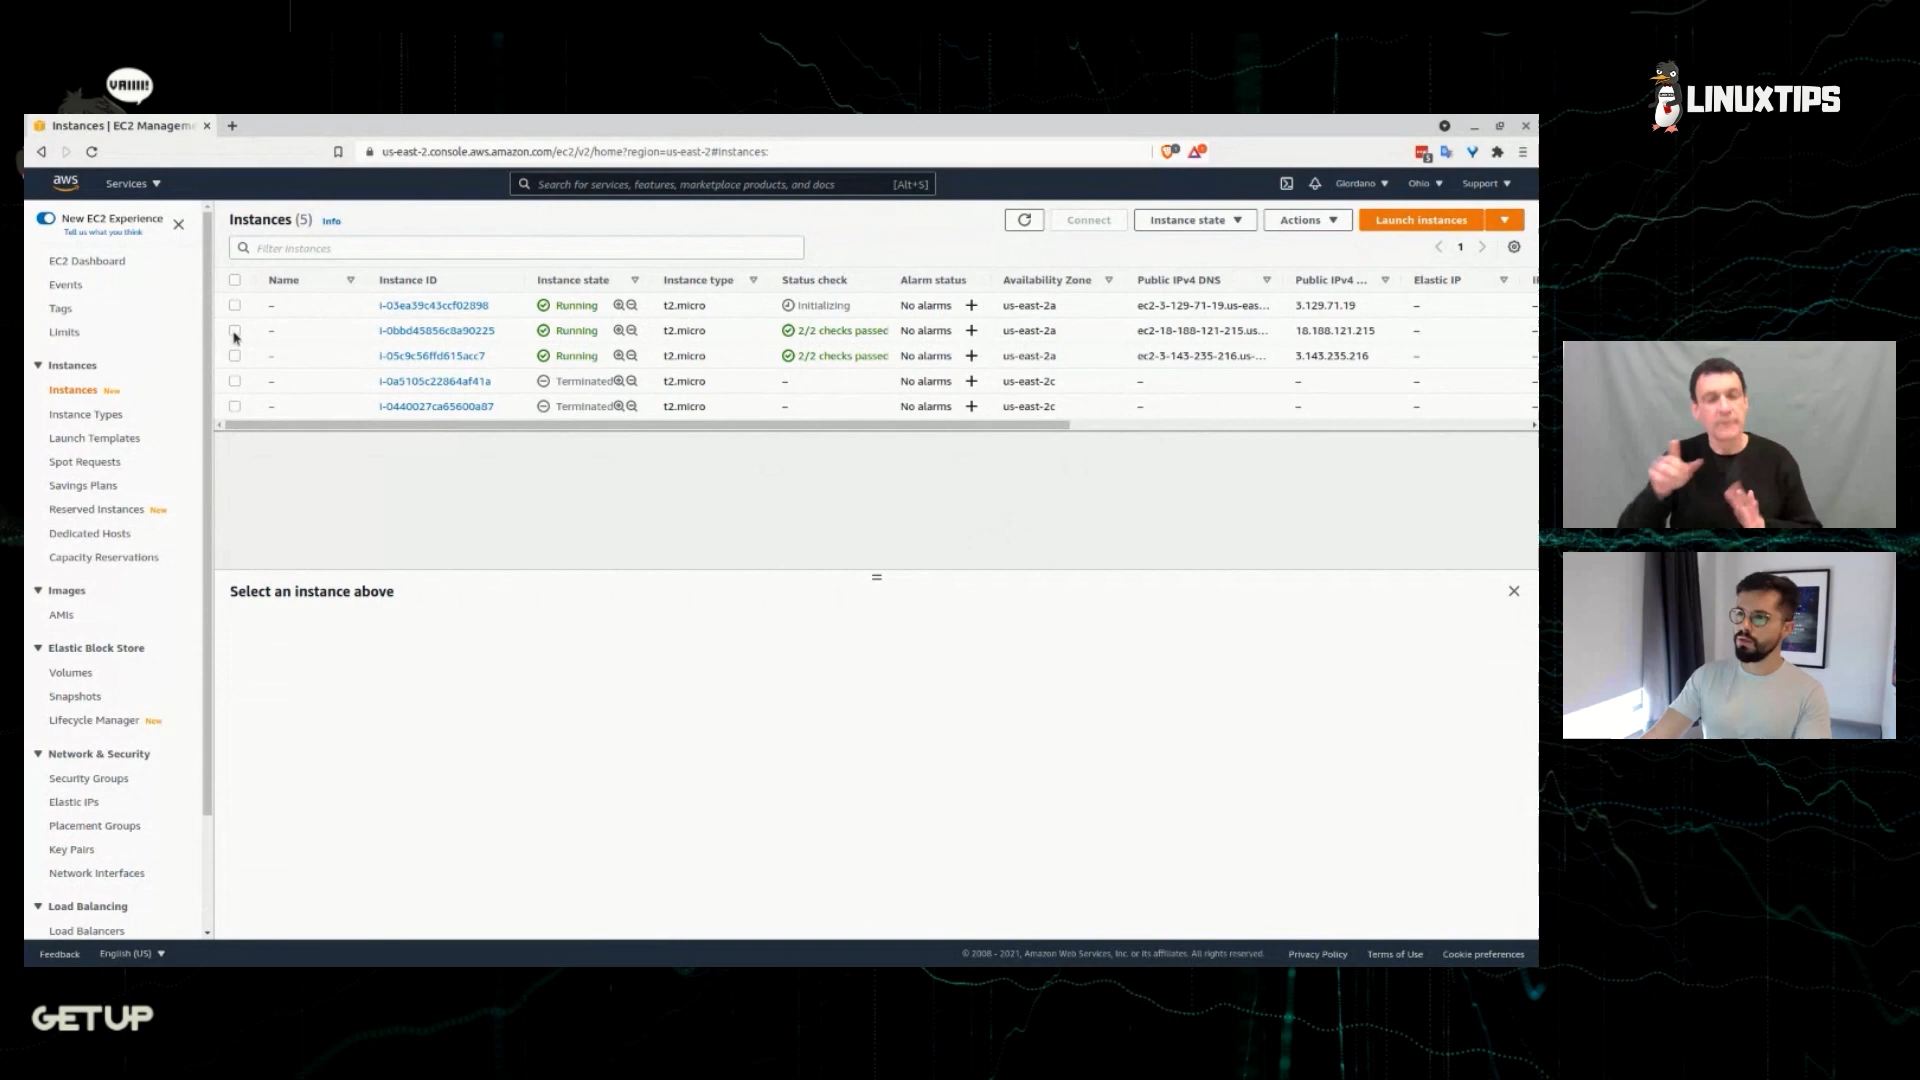 VAIIII!
LINUXTIPS
Instances | EC2 Managem
us-east-2.console.aws.amazon.com/ec2/v2/home?region=us-east-2#Instances:
aws
Services
Search for services, features, marketplace products, and docs
[Alt+S]
Giordano
Ohio
Support
New EC2 Experience
Tell us what you think
Instances (5) Info
Connect
Instance state
Actions
Launch instances
Filter instances
1
EC2 Dashboard
Events
Tags
Limits
Instances
Instances New
Instance Types
Launch Templates
Spot Requests
Savings Plans
Reserved Instances New
Dedicated Hosts
Capacity Reservations
Images
AMIs
Elastic Block Store
Volumes
Snapshots
Lifecycle Manager New
Network & Security
Security Groups
Elastic IPs
Placement Groups
Key Pairs
Network Interfaces
Load Balancing
Load Balancers
Name Instance ID Instance state Instance type Status check Alarm status Availability Zone Public IPv4 DNS Public IPv4 ... Elastic IP
– i-03ea39c43ccf02898 Running t2.micro Initializing No alarms + us-east-2a ec2-3-129-71-19.us-eas... 3.129.71.19 –
– i-0bbd45856c8a90225 Running t2.micro 2/2 checks passed No alarms + us-east-2a ec2-18-188-121-215.us... 18.188.121.215 –
– i-05c9c56ffd615acc7 Running t2.micro 2/2 checks passed No alarms + us-east-2a ec2-3-143-235-216.us-... 3.143.235.216 –
– i-0a5105c22864af41a Terminated t2.micro – No alarms + us-east-2c – – –
– i-0440027ca65600a87 Terminated t2.micro – No alarms + us-east-2c – – –
Select an instance above
Feedback
English (US)
© 2008 - 2021, Amazon Web Services, Inc. or its affiliates. All rights reserved.
Privacy Policy
Terms of Use
Cookie preferences
GETUP